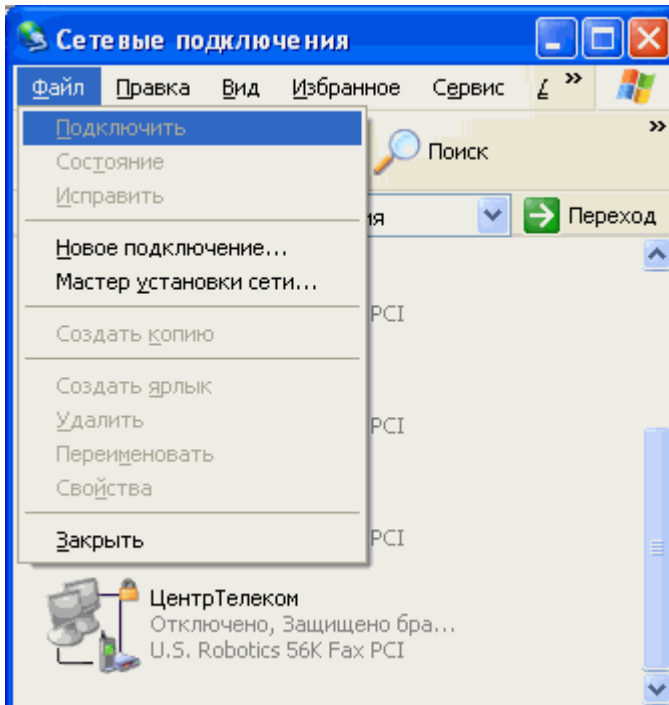 Сетевые подключения
Файл Правка Вид Избранное Сервис »
Подключить »
Состояние Поиск
Исправить
ия Переход
Новое подключение...
Мастер установки сети...
PCI
Создать копию
Создать ярлык
Удалить PCI
Переименовать
Свойства
Закрыть PCI
ЦентрТелеком
Отключено, Защищено бра...
U.S. Robotics 56K Fax PCI